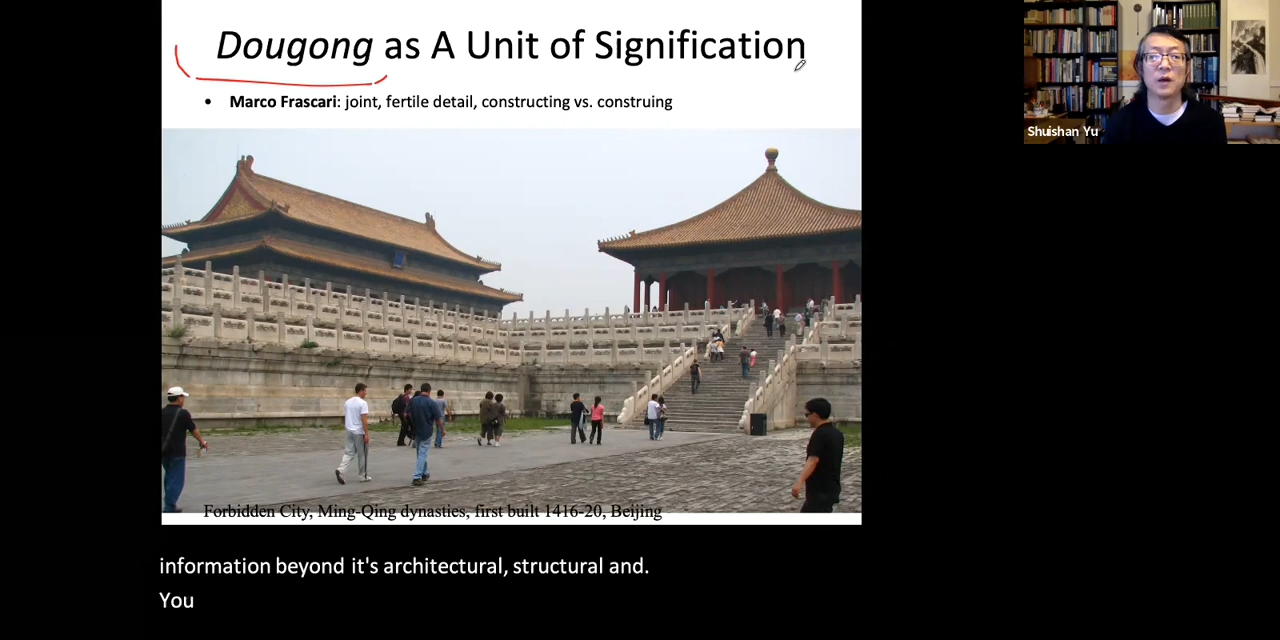 Dougong as A Unit of Signification
• Marco Frascari: joint, fertile detail, constructing vs. construing
Shuishan Yu
Forbidden City, Ming-Qing dynasties, first built 1416-20, Beijing
information beyond it's architectural, structural and.
You